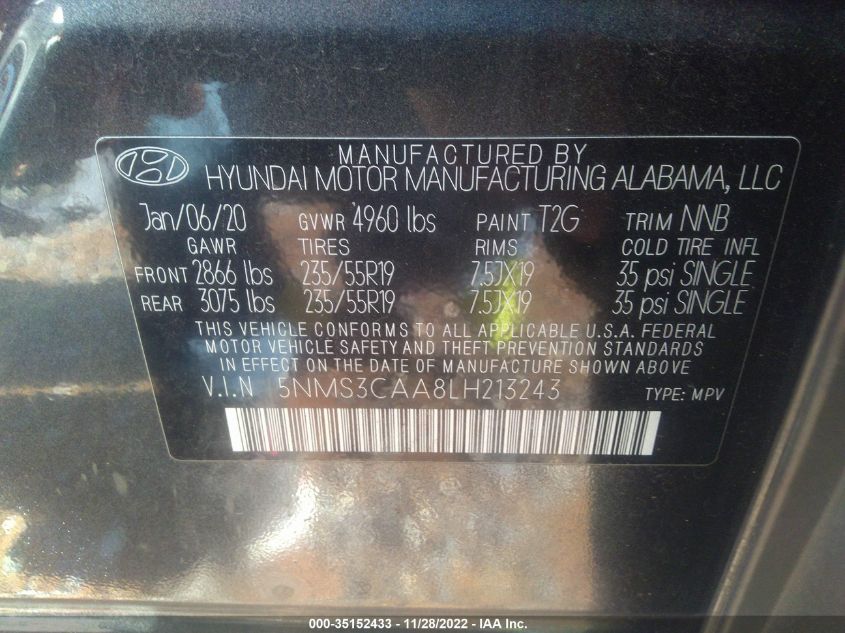 MANUFACTURED BY
HYUNDAI MOTOR MANUFACTURING ALABAMA, LLC
Jan/06/20 GVWR 4960 lbs PAINT T2G TRIM NNB
GAWR TIRES RIMS COLD TIRE INFL
FRONT 2866 lbs 235/55R19 7.5JX19 35 psi SINGLE
REAR 3075 lbs 235/55R19 7.5JX19 35 psi SINGLE
THIS VEHICLE CONFORMS TO ALL APPLICABLE U.S.A. FEDERAL
MOTOR VEHICLE SAFETY AND THEFT PREVENTION STANDARDS
IN EFFECT ON THE DATE OF MANUFACTURE SHOWN ABOVE.
V.I.N 5NMS3CAA8LH213243 TYPE: MPV
000-35152433 - 11/28/2022 - IAA Inc.